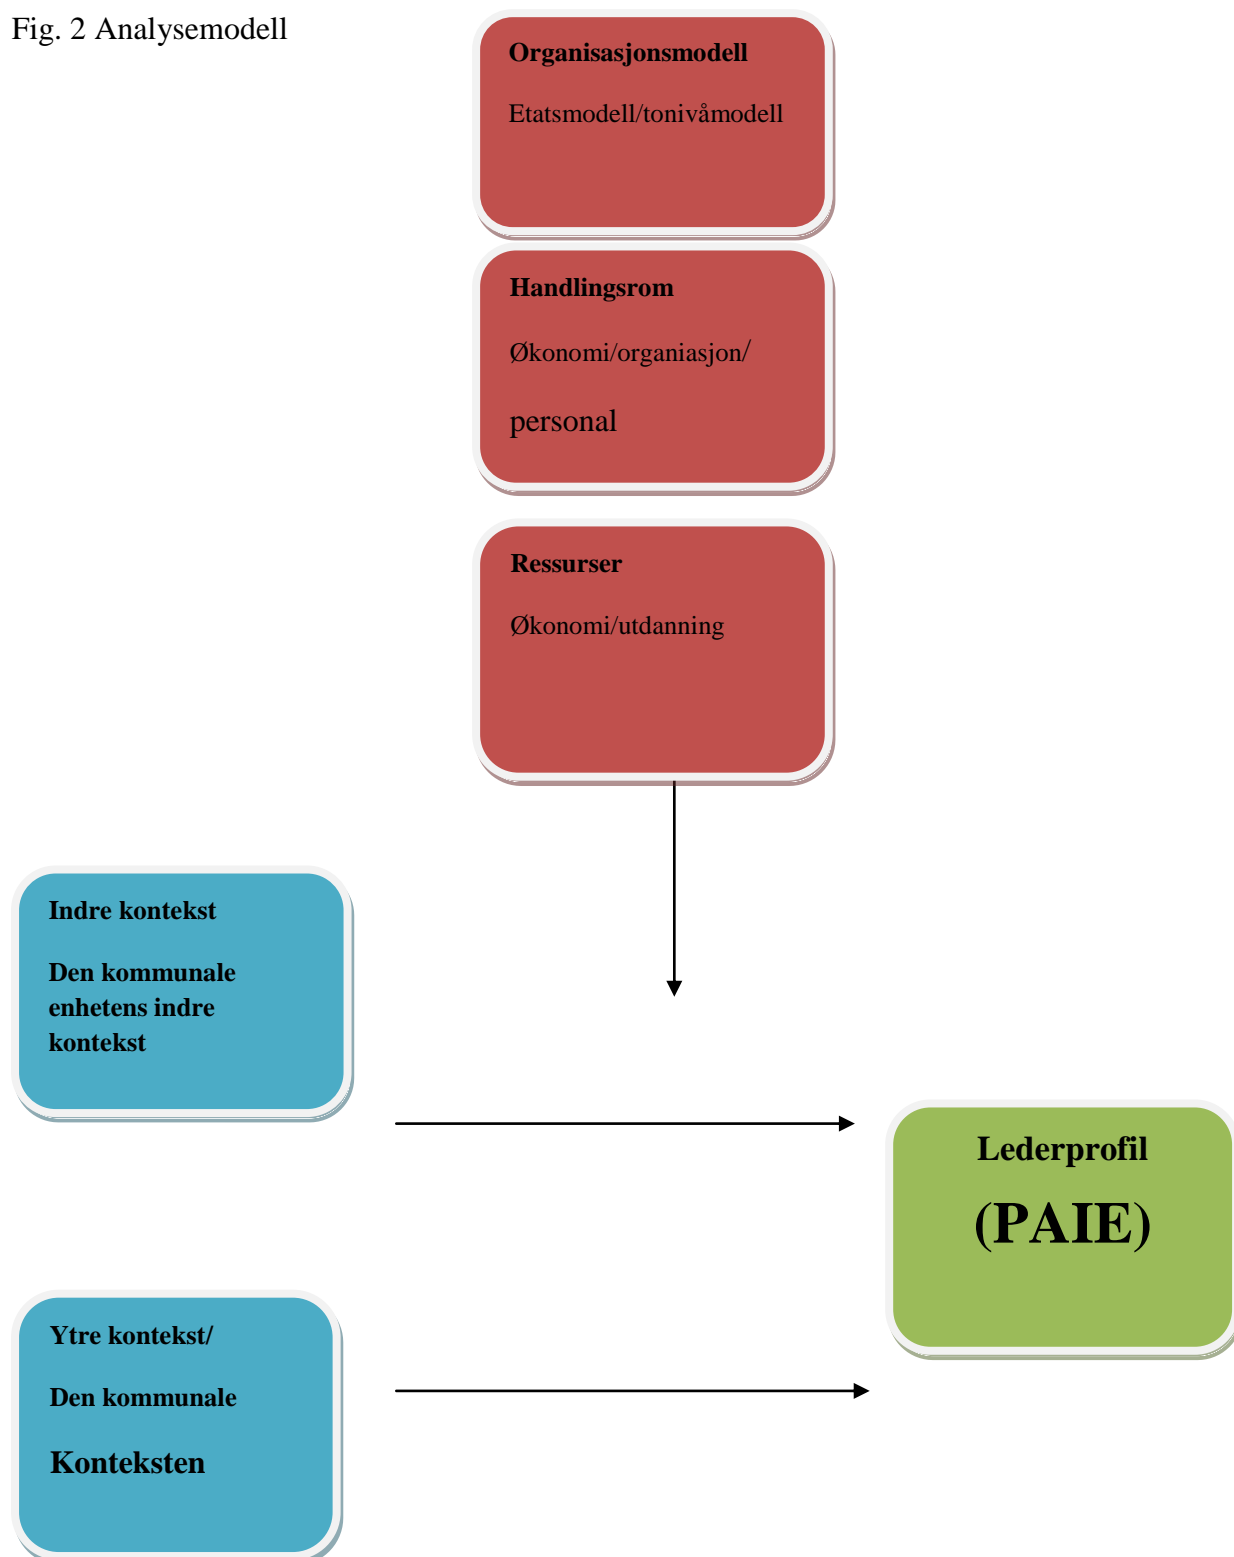 Fig. 2 Analysemodell
Organisasjonsmodell
Etatsmodell/tonivåmodell
Handlingsrom
Økonomi/organiasjon/
personal
Ressurser
Økonomi/utdanning
Indre kontekst
Den kommunale
enhetens indre
kontekst
Lederprofil
(PAIE)
Ytre kontekst/
Den kommunale
Konteksten